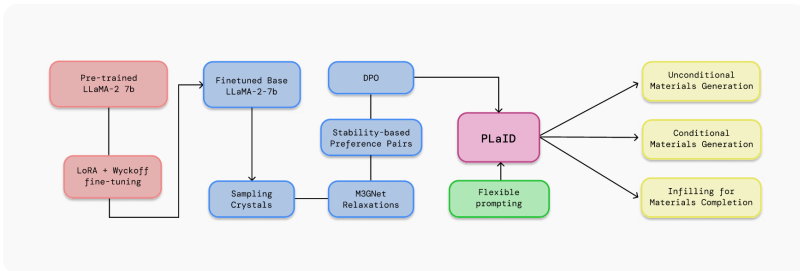 Pre-trained
LLaMA-2 7b
LoRA + Wyckoff
fine-tuning
Finetuned Base
LLaMA-2-7b
Sampling
Crystals
M3GNet
Relaxations
Stability-based
Preference Pairs
DPO
PLaID
Flexible
prompting
Unconditional
Materials Generation
Conditional
Materials Generation
Infilling for
Materials Completion